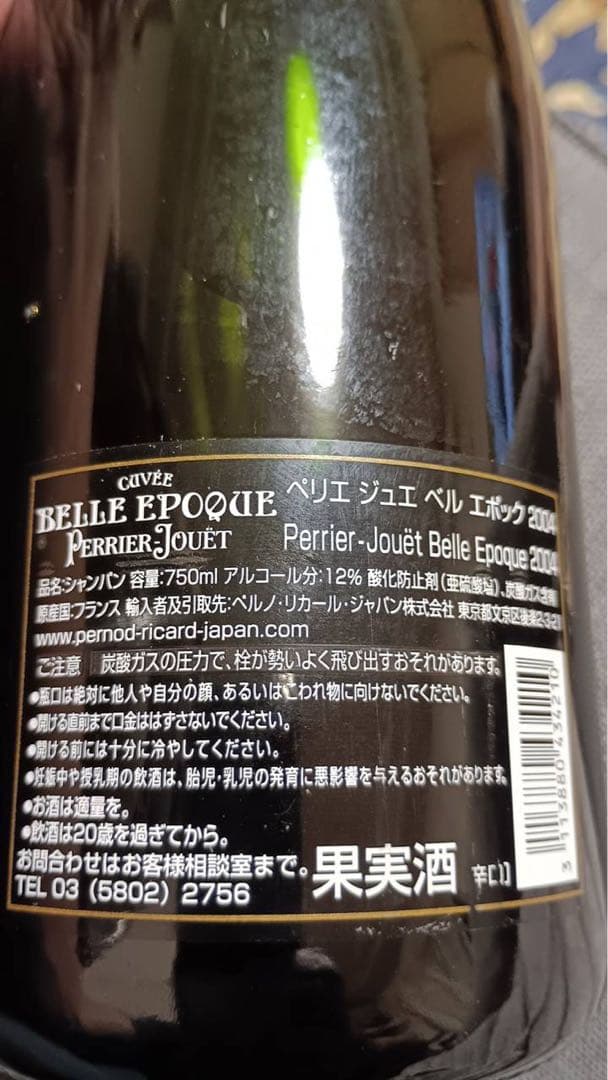 CUVÉE
BELLE EPOQUE
PERRIER-JOUËT
ペリエ ジュエ ベル エポック 2004
Perrier-Jouët Belle Epoque 2004
品名:シャンパン 容量:750ml アルコール分:12% 酸化防止剤(亜硫酸塩)、炭酸ガス含有
原産国:フランス 輸入者及引取先:ペルノ・リカール・ジャパン株式会社 東京都文京区後楽2-3-21
www.pernod-ricard-japan.com
ご注意 炭酸ガスの圧力で、栓が勢いよく飛び出すおそれがあります。
●瓶口は絶対に他人や自分の顔、あるいはこわれ物に向けないでください。
●開ける直前まで口金ははずさないでください。
●開ける前には十分に冷やしてください。
●妊娠中や授乳期の飲酒は、胎児・乳児の発育に悪影響を与えるおそれがあります。
●お酒は適量を。
●飲酒は20歳を過ぎてから。
お問合わせはお客様相談室まで。
TEL 03 (5802) 2756
果実酒
辛口
3 113880 434210